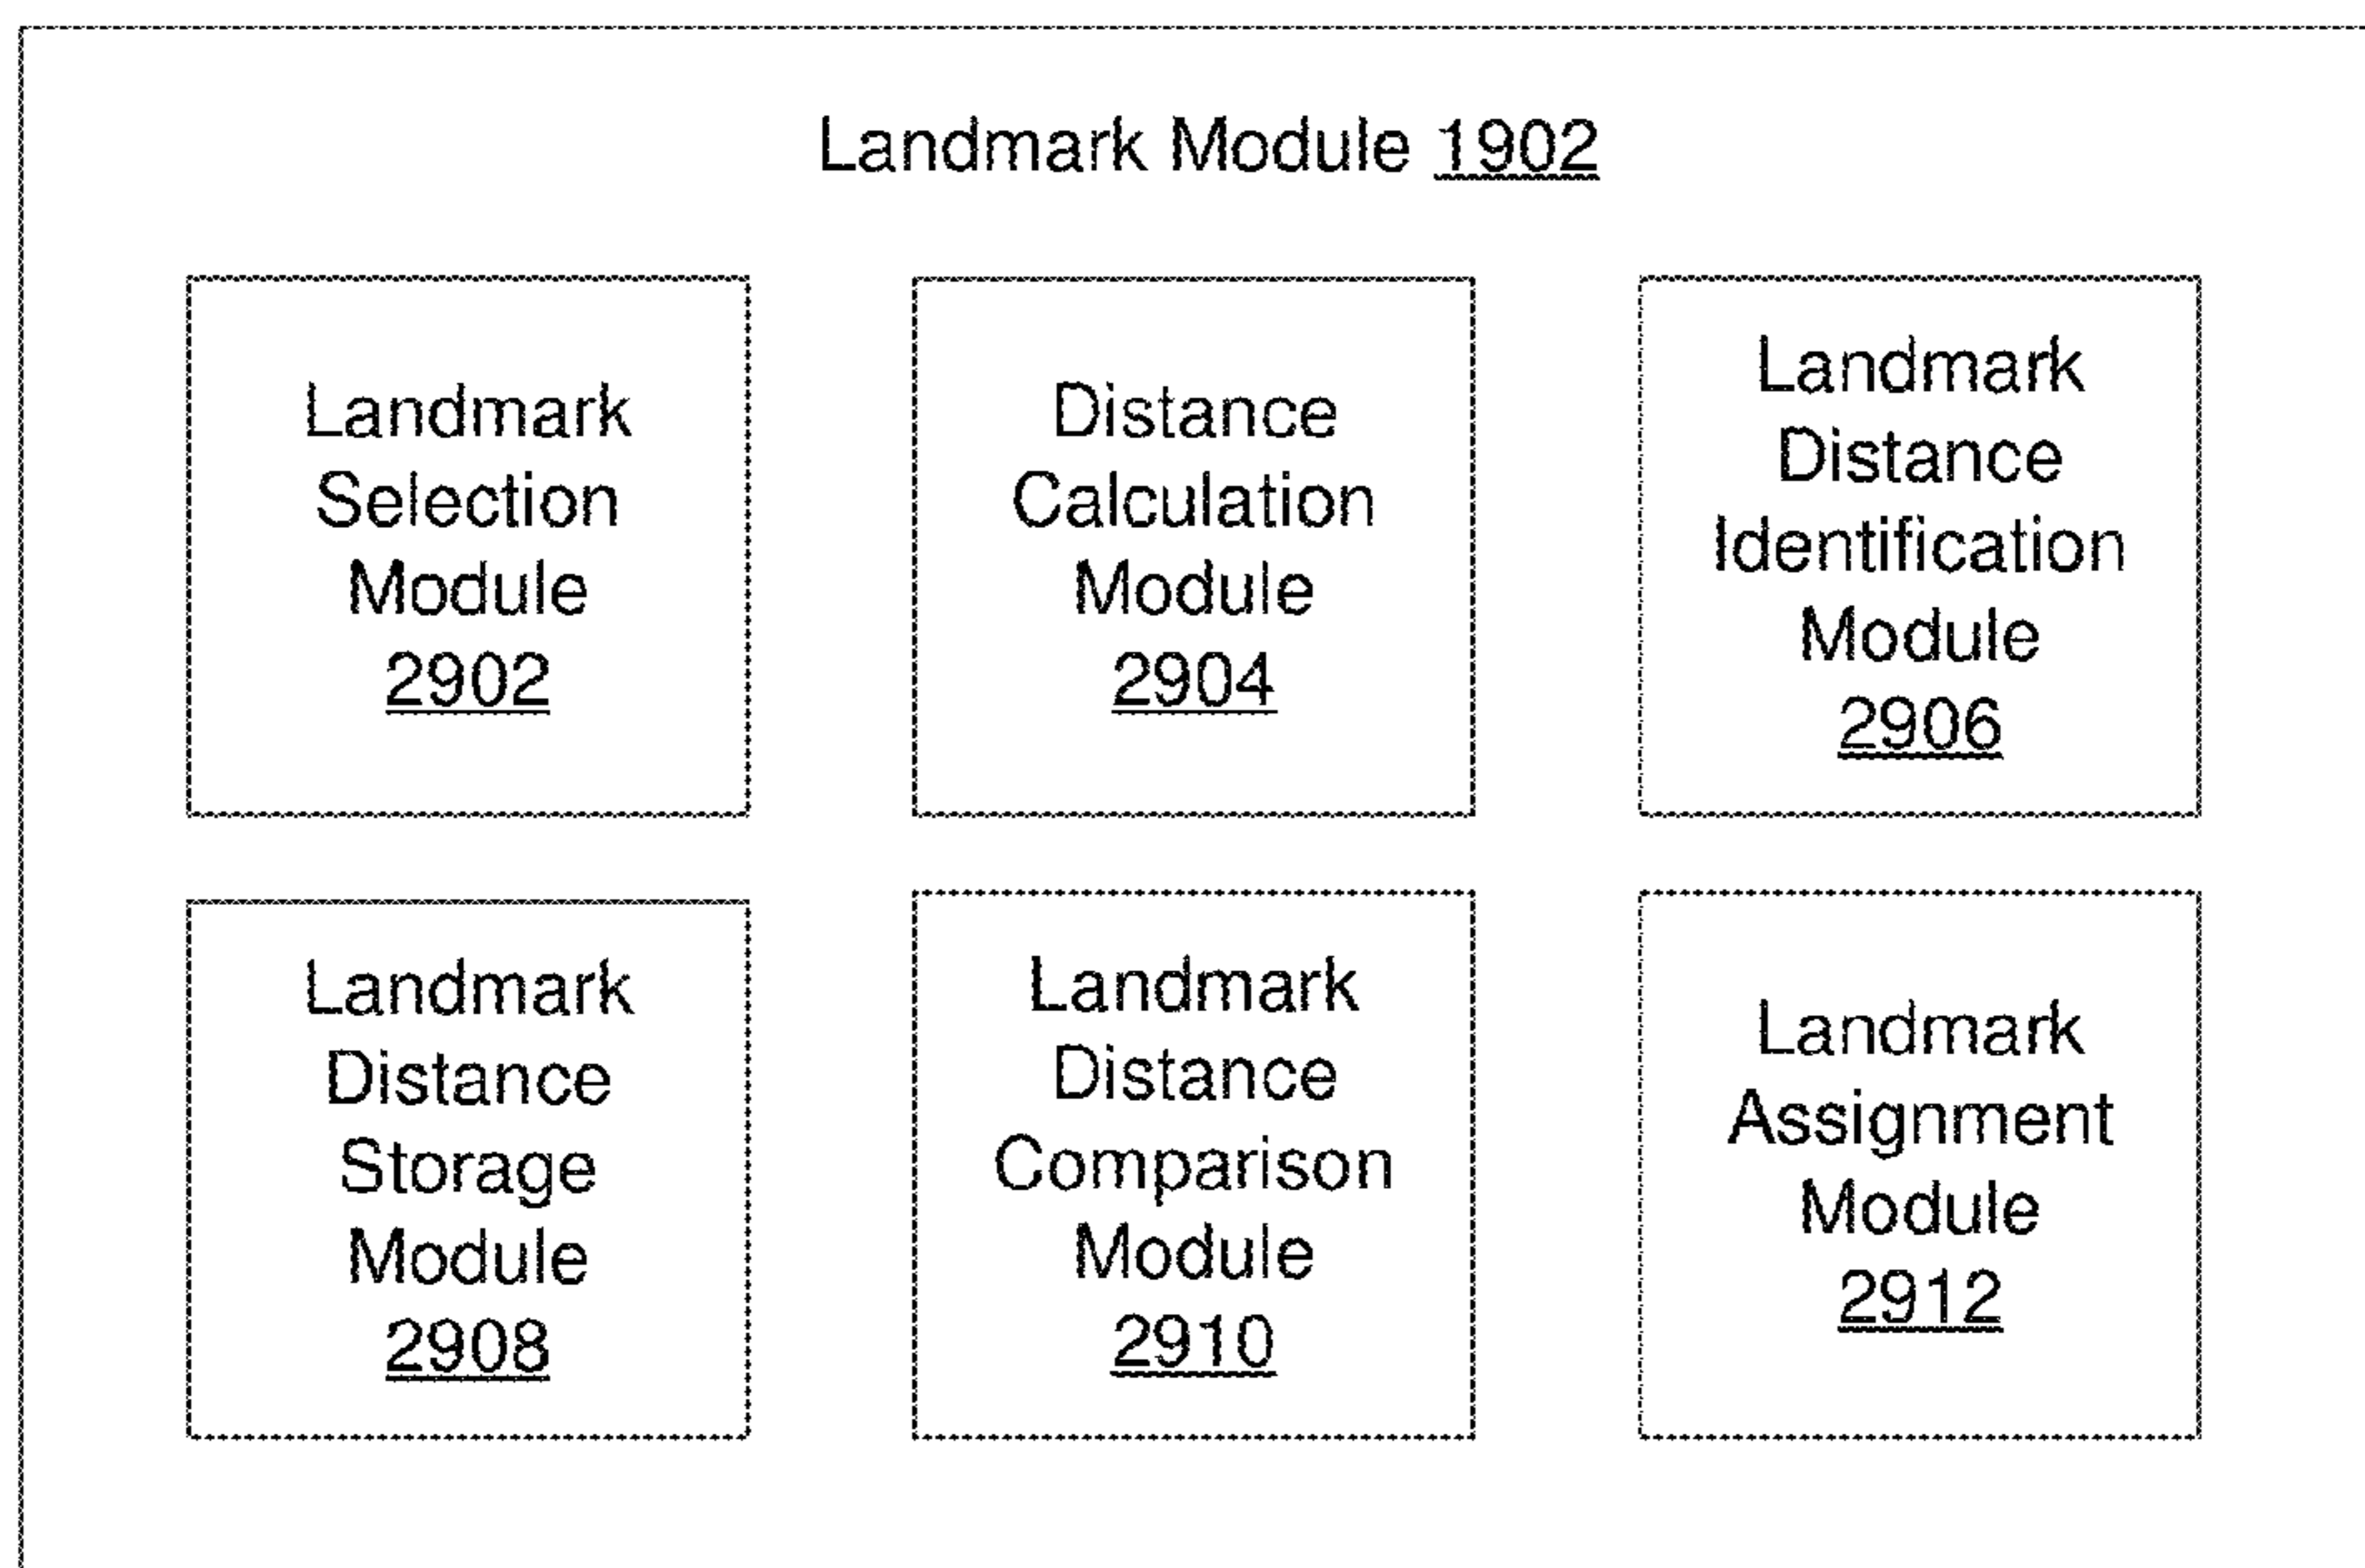 Landmark Module 1902
Landmark
Selection
Module
2902
Distance
Calculation
Module
2904
Landmark
Distance
Identification
Module
2906
Landmark
Distance
Storage
Module
2908
Landmark
Distance
Comparison
Module
2910
Landmark
Assignment
Module
2912